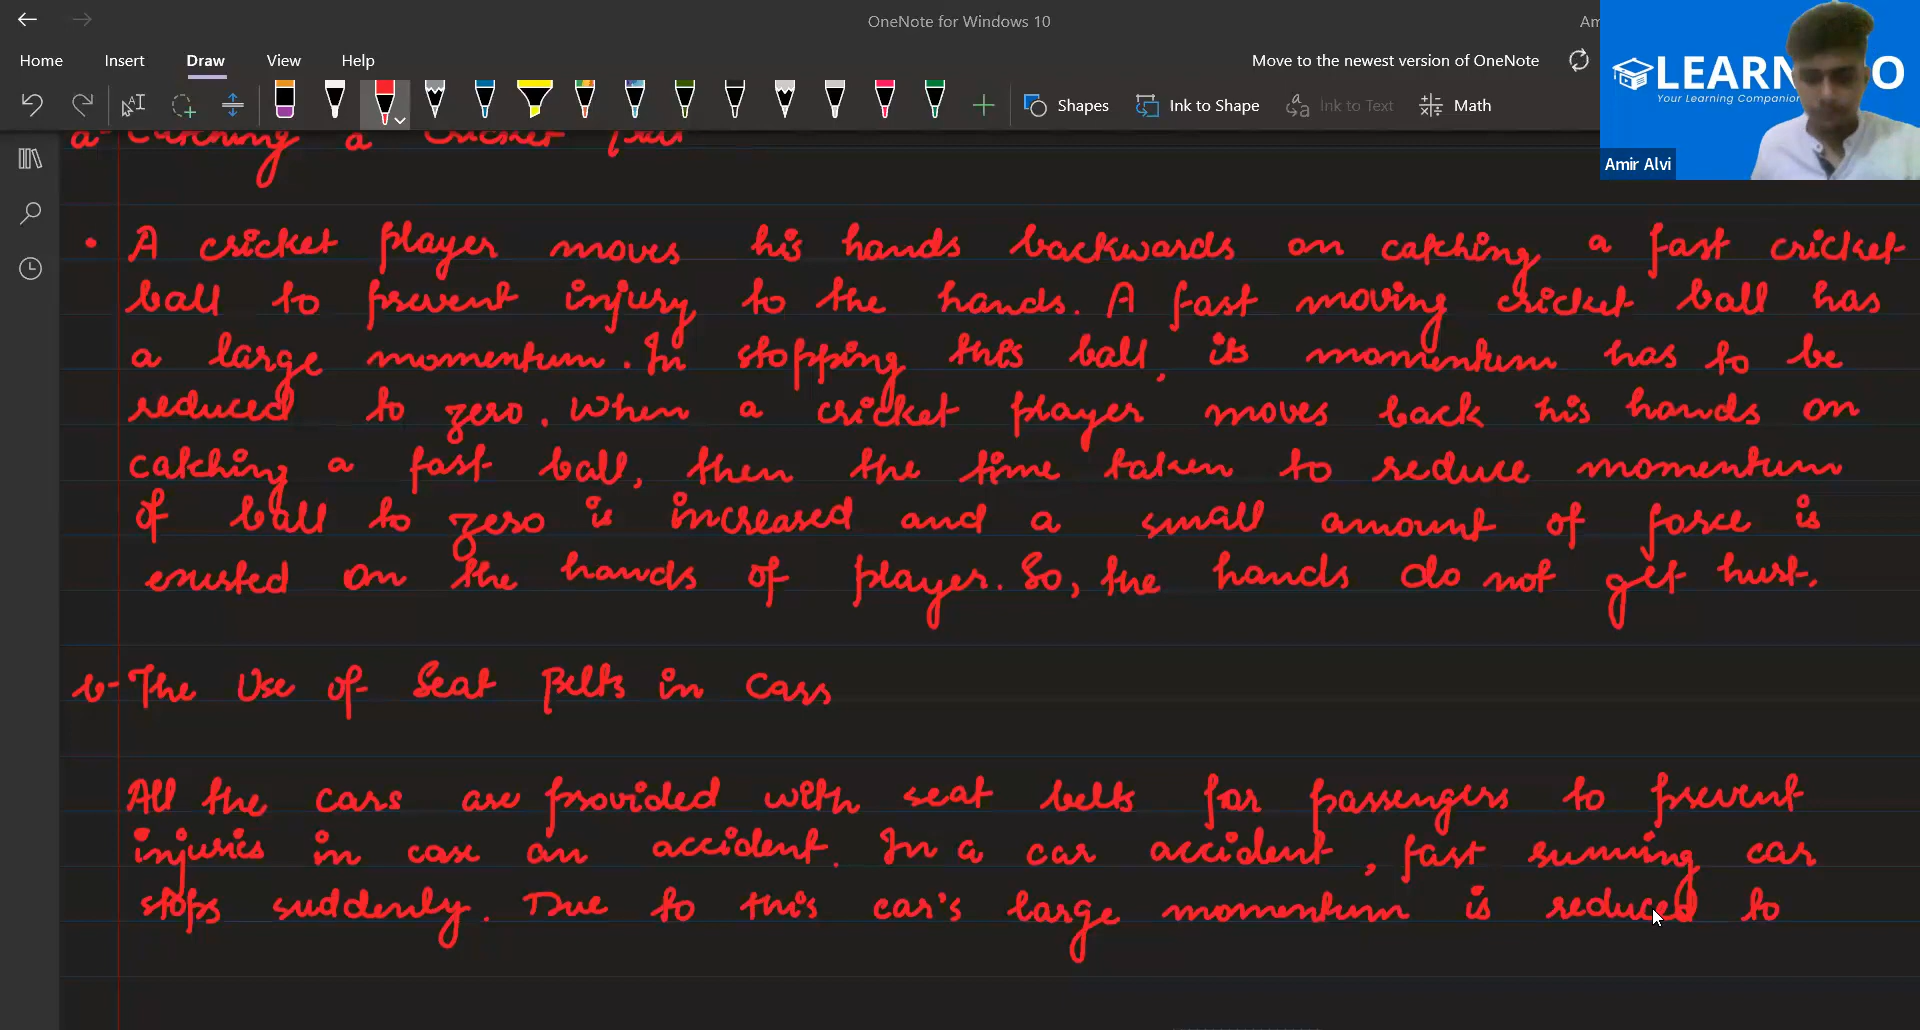 OneNote for Windows 10
Am
Home Insert Draw View Help
Move to the newest version of OneNote
Shapes Ink to Shape Ink to Text Math
LEARN O
Your Learning Companion
Amir Alvi
a- Catching a Cricket Ball
• A cricket player moves his hands backwards on catching a fast cricket
ball to prevent injury to the hands. A fast moving cricket ball has
a large momentum. In stopping this ball, its momentum has to be
reduced to zero. When a cricket player moves back his hands on
catching a fast ball, then the time taken to reduce momentum
of ball to zero is increased and a small amount of force is
exerted on the hands of player. So, the hands do not get hurt.
b- The Use of Seat Belts in Cars
All the cars are provided with seat belts for passengers to prevent
injuries in case an accident. In a car accident, fast running car
stops suddenly. Due to this car's large momentum is reduced to